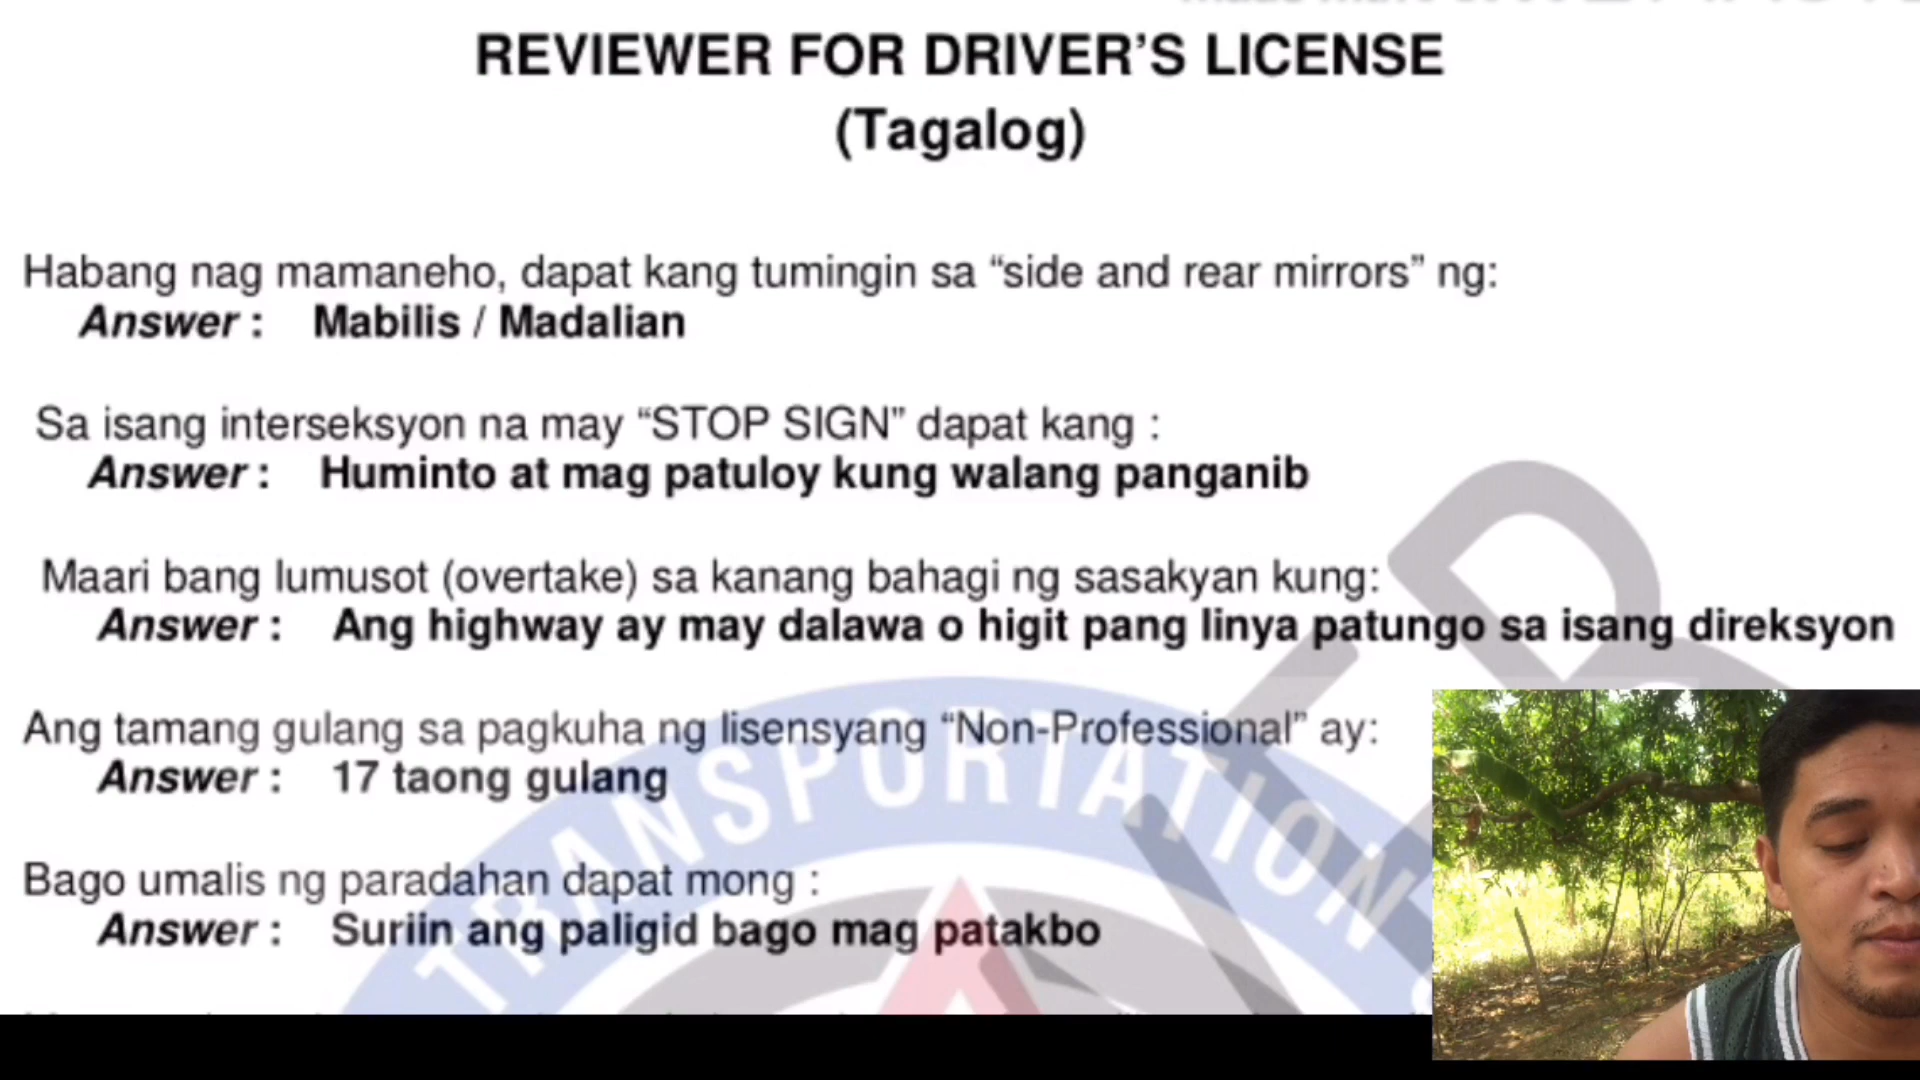 REVIEWER FOR DRIVER’S LICENSE
(Tagalog)
Habang nag mamaneho, dapat kang tumingin sa “side and rear mirrors” ng:
Answer : Mabilis / Madalian
Sa isang interseksyon na may “STOP SIGN” dapat kang :
Answer : Huminto at mag patuloy kung walang panganib
Maari bang lumusot (overtake) sa kanang bahagi ng sasakyan kung:
Answer : Ang highway ay may dalawa o higit pang linya patungo sa isang direksyon
Ang tamang gulang sa pagkuha ng lisensyang “Non-Professional” ay:
Answer : 17 taong gulang
Bago umalis ng paradahan dapat mong :
Answer : Suriin ang paligid bago mag patakbo
TRANSPORTATION